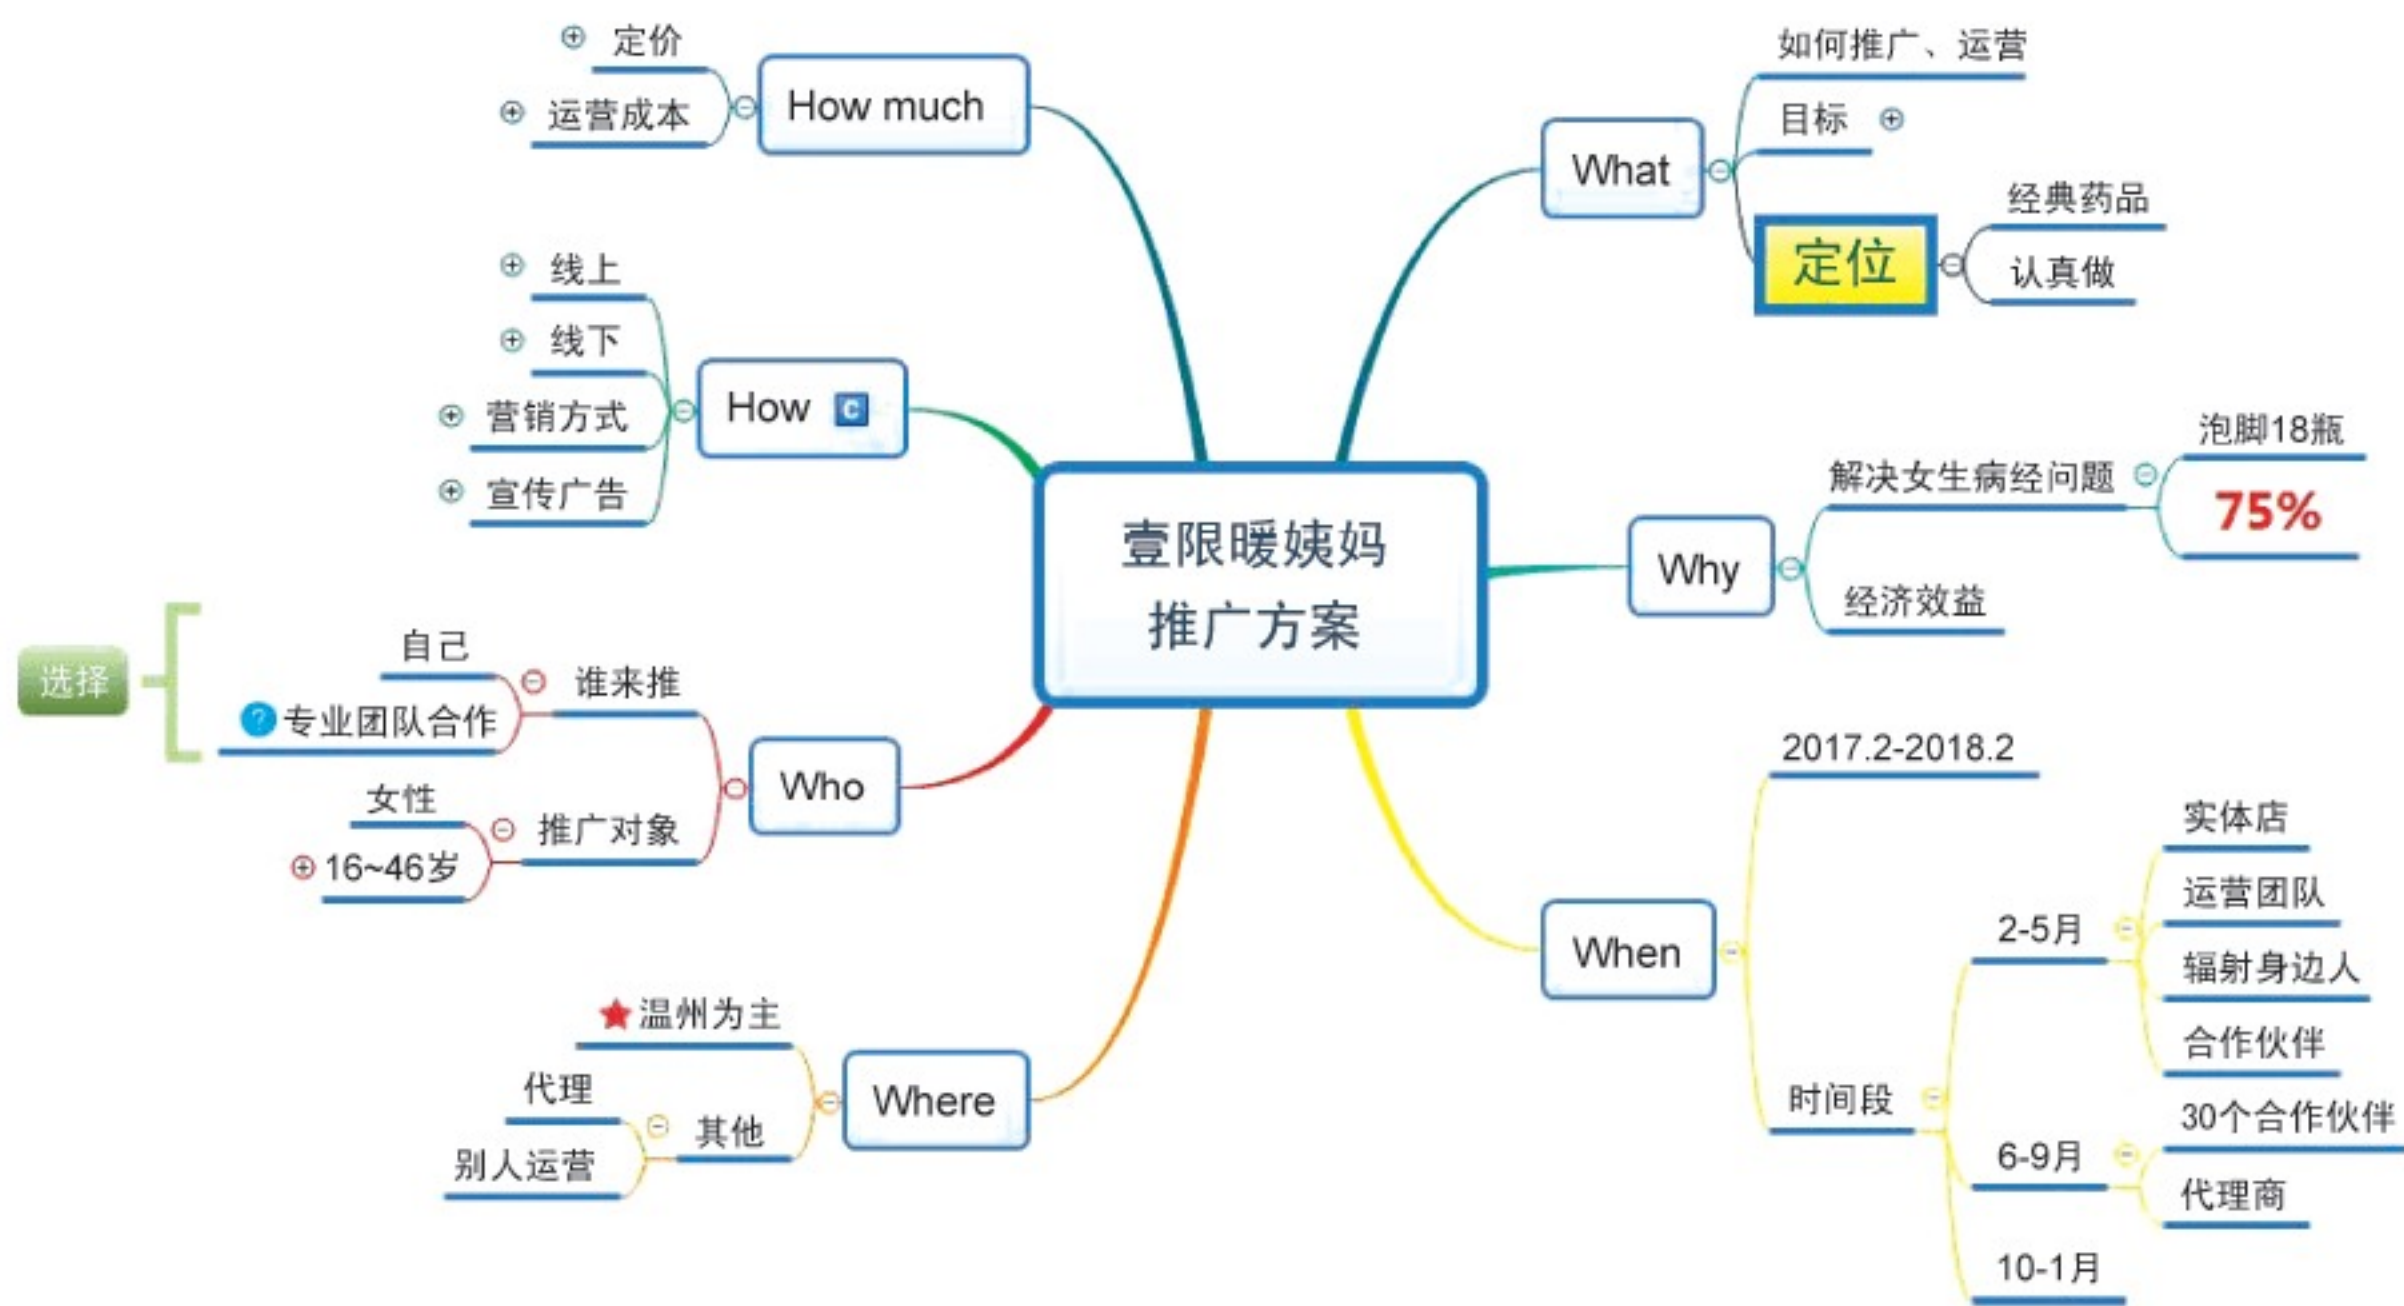 壹限暖姨妈
推广方案
What
如何推广、运营
目标
定位
经典药品
认真做
Why
解决女生病经问题
泡脚18瓶
75%
经济效益
When
2017.2-2018.2
时间段
2-5月
实体店
运营团队
辐射身边人
合作伙伴
6-9月
30个合作伙伴
代理商
10-1月
How much
定价
运营成本
How C
线上
线下
营销方式
宣传广告
Who
谁来推
自己
?专业团队合作
选择
推广对象
女性
16~46岁
Where
温州为主
其他
代理
别人运营